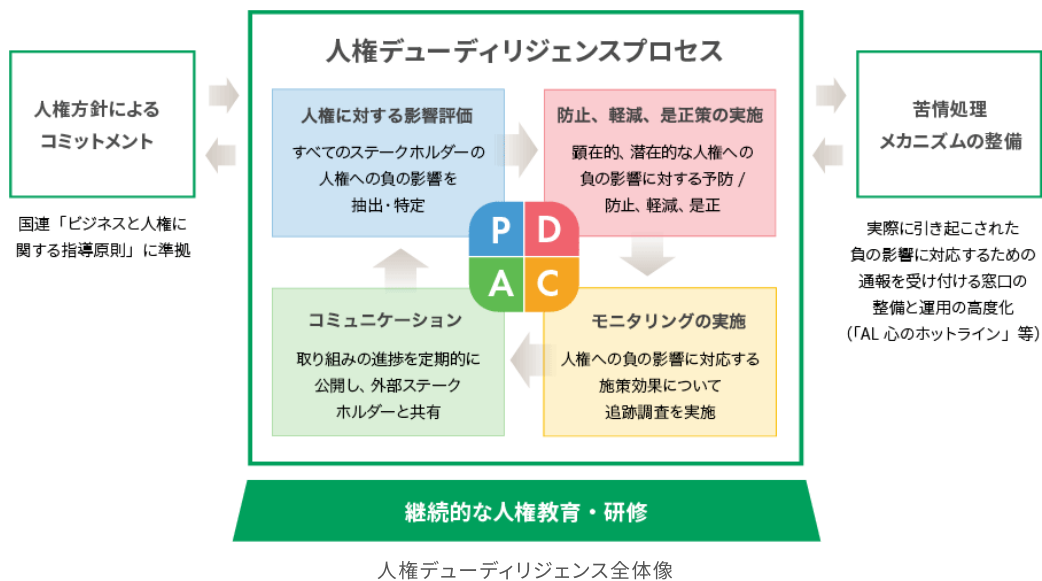 人権デューディリジェンスプロセス
人権方針による
コミットメント
国連「ビジネスと人権に
関する指導原則」に準拠
人権に対する影響評価
すべてのステークホルダーの
人権への負の影響を
抽出・特定
防止、軽減、是正策の実施
顕在的、潜在的な人権への
負の影響に対する予防 /
防止、軽減、是正
P D
A C
コミュニケーション
取り組みの進捗を定期的に
公開し、外部ステーク
ホルダーと共有
モニタリングの実施
人権への負の影響に対応する
施策効果について
追跡調査を実施
苦情処理
メカニズムの整備
実際に引き起こされた
負の影響に対応するための
通報を受け付ける窓口の
整備と運用の高度化
(「AL 心のホットライン」等)
継続的な人権教育・研修
人権デューディリジェンス全体像